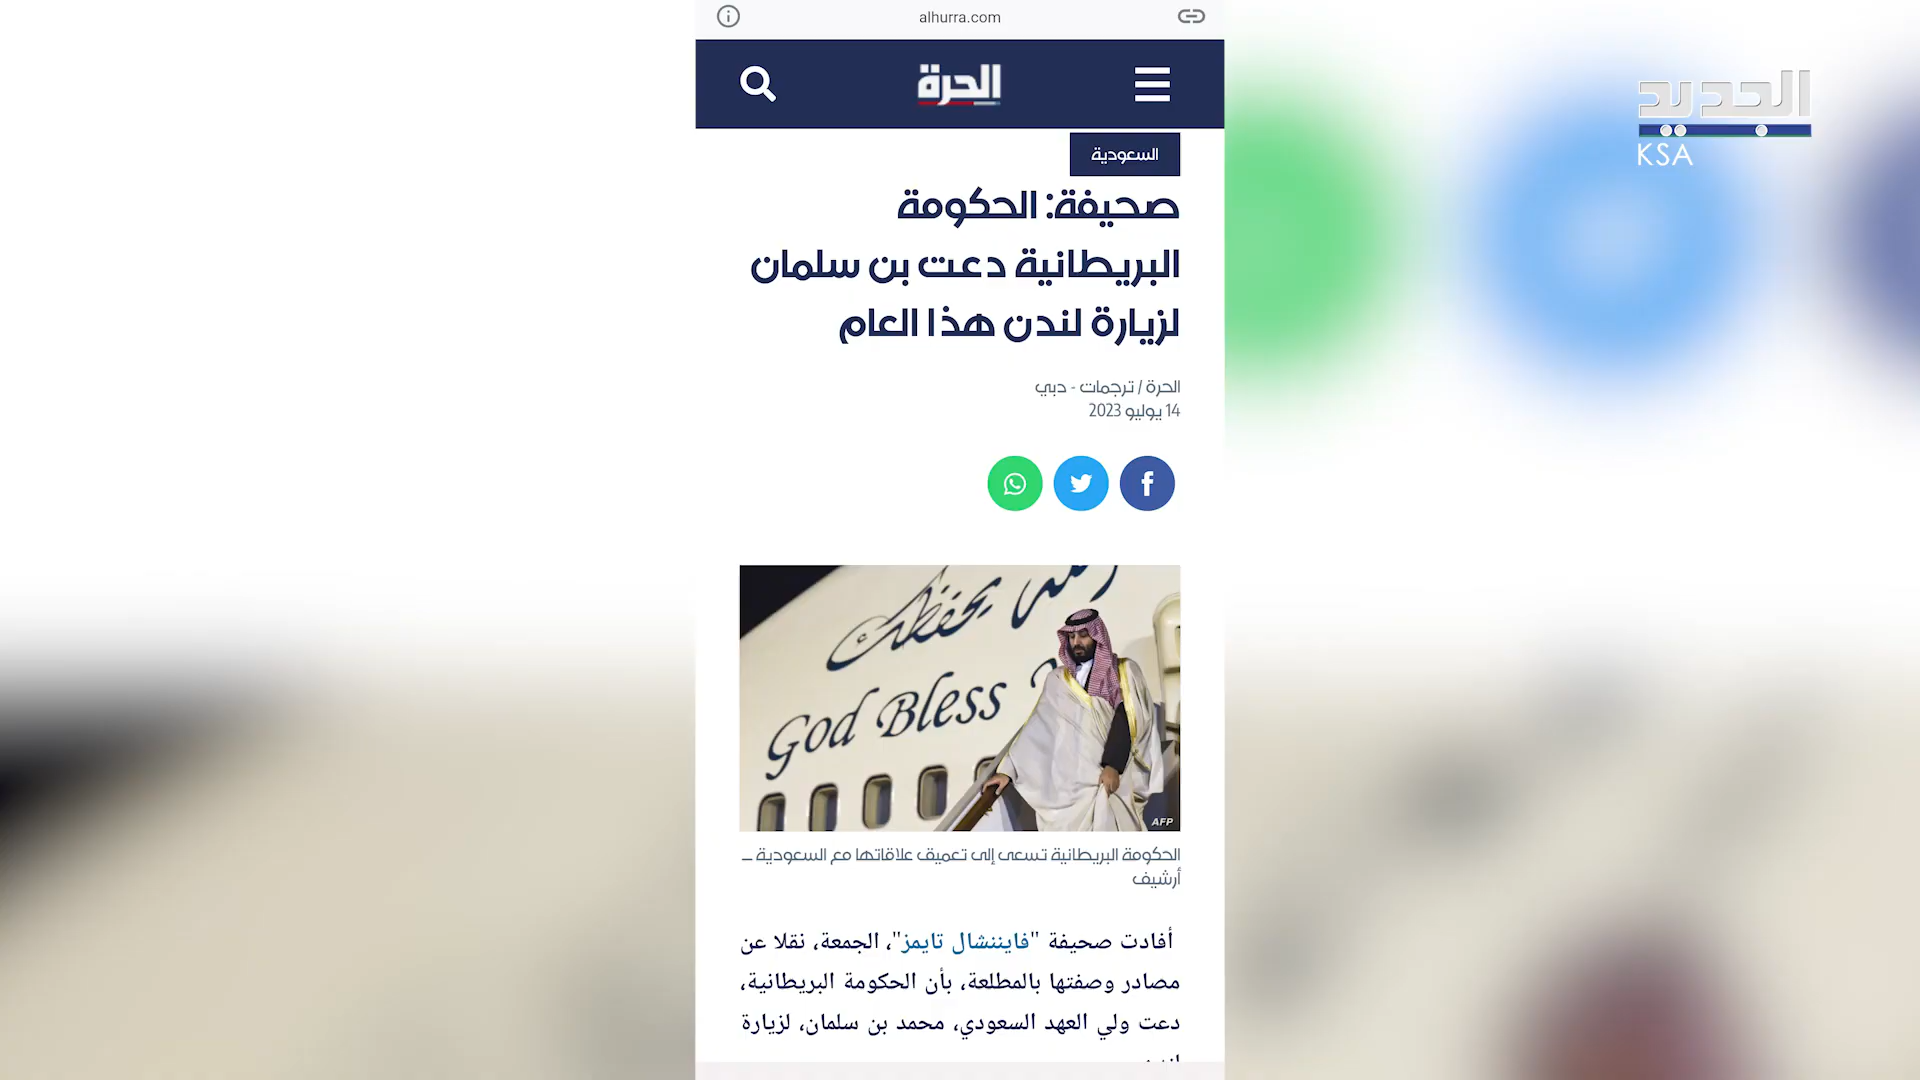 alhurra.com
الحرة
الجديد
KSA
السعودية
صحيفة: الحكومة
البريطانية دعت بن سلمان
لزيارة لندن هذا العام
الحرة / ترجمات - دبي
14 يوليو 2023
يحفظك
God Bless
AFP
الحكومة البريطانية تسعى إلى تعميق علاقاتها مع السعودية ــ
أرشيف
أفادت صحيفة "فايننشال تايمز"، الجمعة، نقلا عن
مصادر وصفتها بالمطلعة، بأن الحكومة البريطانية،
دعت ولي العهد السعودي، محمد بن سلمان، لزيارة